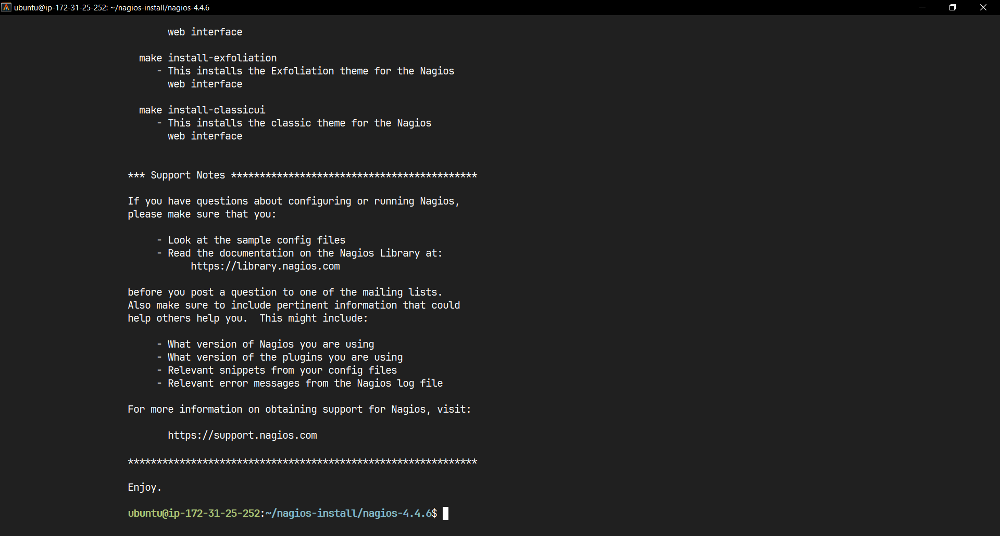 ubuntu@ip-172-31-25-252: ~/nagios-install/nagios-4.4.6
web interface
make install-exfoliation
- This installs the Exfoliation theme for the Nagios
web interface
make install-classicui
- This installs the classic theme for the Nagios
web interface
*** Support Notes *******************************************
If you have questions about configuring or running Nagios,
please make sure that you:
- Look at the sample config files
- Read the documentation on the Nagios Library at:
https://library.nagios.com
before you post a question to one of the mailing lists.
Also make sure to include pertinent information that could
help others help you.  This might include:
- What version of Nagios you are using
- What version of the plugins you are using
- Relevant snippets from your config files
- Relevant error messages from the Nagios log file
For more information on obtaining support for Nagios, visit:
https://support.nagios.com
*************************************************************
Enjoy.
ubuntu@ip-172-31-25-252:~/nagios-install/nagios-4.4.6$